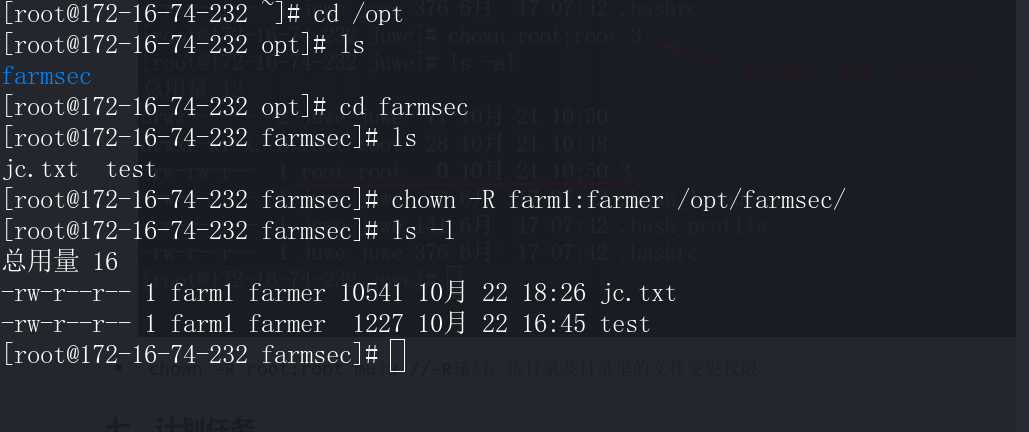 [root@172-16-74-232 ~]# cd /opt
[root@172-16-74-232 opt]# ls
farmsec
[root@172-16-74-232 opt]# cd farmsec
[root@172-16-74-232 farmsec]# ls
jc.txt  test
[root@172-16-74-232 farmsec]# chown -R farm1:farmer /opt/farmsec/
[root@172-16-74-232 farmsec]# ls -l
总用量 16
-rw-r--r-- 1 farm1 farmer 10541 10月 22 18:26 jc.txt
-rw-r--r-- 1 farm1 farmer  1227 10月 22 16:45 test
[root@172-16-74-232 farmsec]#